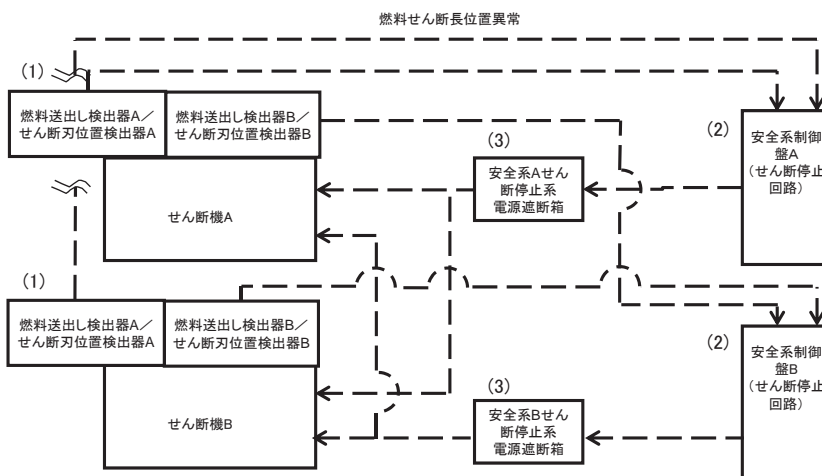 燃料せん断長位置異常
(1)
燃料送出し検出器A/
せん断刃位置検出器A
燃料送出し検出器B/
せん断刃位置検出器B
せん断機A
(3)
安全系Aせん
断停止系
電源遮断箱
(2)
安全系制御
盤A
(せん断停止
回路)
(1)
燃料送出し検出器A/
せん断刃位置検出器A
燃料送出し検出器B/
せん断刃位置検出器B
せん断機B
(3)
安全系Bせん
断停止系
電源遮断箱
(2)
安全系制御
盤B
(せん断停止
回路)